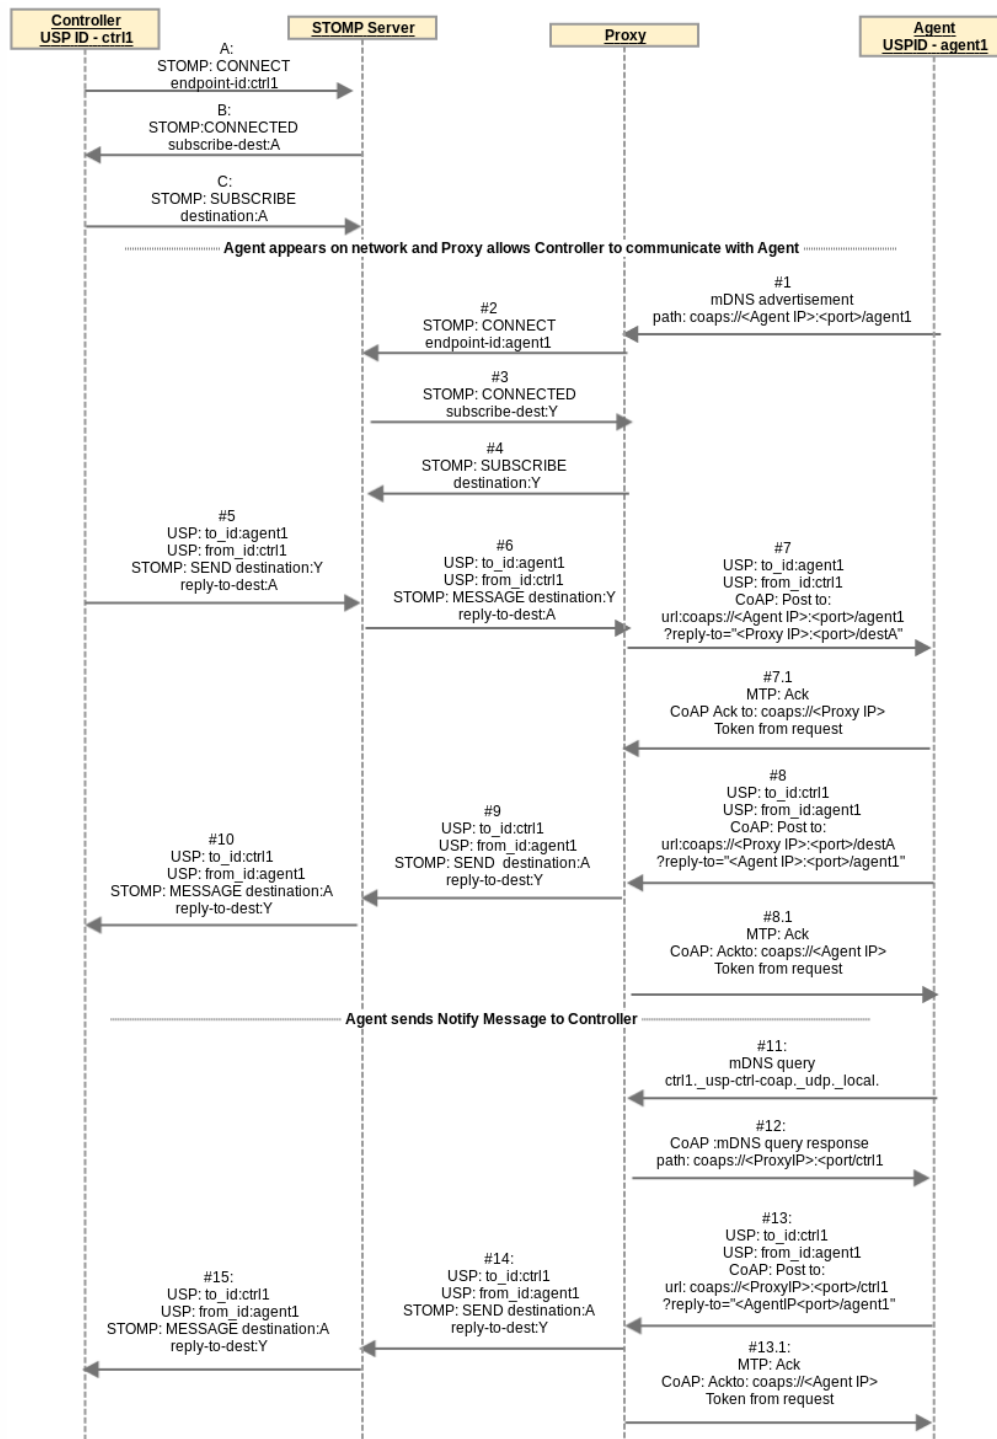 Controller
USP ID - ctrl1
STOMP Server
Proxy
Agent
USPID - agent1
A:
STOMP: CONNECT
endpoint-id:ctrl1
B:
STOMP:CONNECTED
subscribe-dest:A
C:
STOMP: SUBSCRIBE
destination:A
Agent appears on network and Proxy allows Controller to communicate with Agent
#1
mDNS advertisement
path: coaps://<Agent IP>:<port>/agent1
#2
STOMP: CONNECT
endpoint-id:agent1
#3
STOMP: CONNECTED
subscribe-dest:Y
#4
STOMP: SUBSCRIBE
destination:Y
#5
USP: to_id:agent1
USP: from_id:ctrl1
STOMP: SEND destination:Y
reply-to-dest:A
#6
USP: to_id:agent1
USP: from_id:ctrl1
STOMP: MESSAGE destination:Y
reply-to-dest:A
#7
USP: to_id:agent1
USP: from_id:ctrl1
CoAP: Post to:
url:coaps://<Agent IP>:<port>/agent1
?reply-to="<Proxy IP>:<port>/destA"
#7.1
MTP: Ack
CoAP Ack to: coaps://<Proxy IP>
Token from request
#8
USP: to_id:ctrl1
USP: from_id:agent1
CoAP: Post to:
url:coaps://<Proxy IP>:<port>/destA
?reply-to="<Agent IP>:<port>/agent1"
#9
USP: to_id:ctrl1
USP: from_id:agent1
STOMP: SEND  destination:A
reply-to-dest:Y
#10
USP: to_id:ctrl1
USP: from_id:agent1
STOMP: MESSAGE destination:A
reply-to-dest:Y
#8.1
MTP: Ack
CoAP: Ackto: coaps://<Agent IP>
Token from request
Agent sends Notify Message to Controller
#11:
mDNS query
ctrl1._usp-ctrl-coap._udp._local.
#12:
CoAP :mDNS query response
path: coaps://<ProxyIP>:<port/ctrl1
#13:
USP: to_id:ctrl1
USP: from_id:agent1
CoAP: Post to:
url: coaps://<ProxyIP>:<port>/ctrl1
?reply-to="<AgentIP<port>/agent1"
#14:
USP: to_id:ctrl1
USP: from_id:agent1
STOMP: SEND destination:A
reply-to-dest:Y
#15:
USP: to_id:ctrl1
USP: from_id:agent1
STOMP: MESSAGE destination:A
reply-to-dest:Y
#13.1:
MTP: Ack
CoAP: Ackto: coaps://<Agent IP>
Token from request